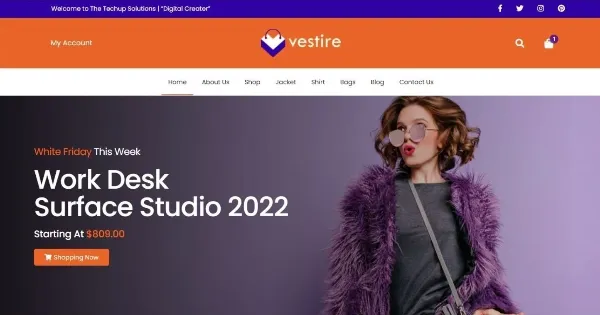 Welcome to The Techup Solutions | “Digital Creater”
My Account
vestire
1
Home About Us Shop Jacket Shirt Bags Blog Contact Us
White Friday This Week
Work Desk
Surface Studio 2022
Starting At $809.00
Shopping Now